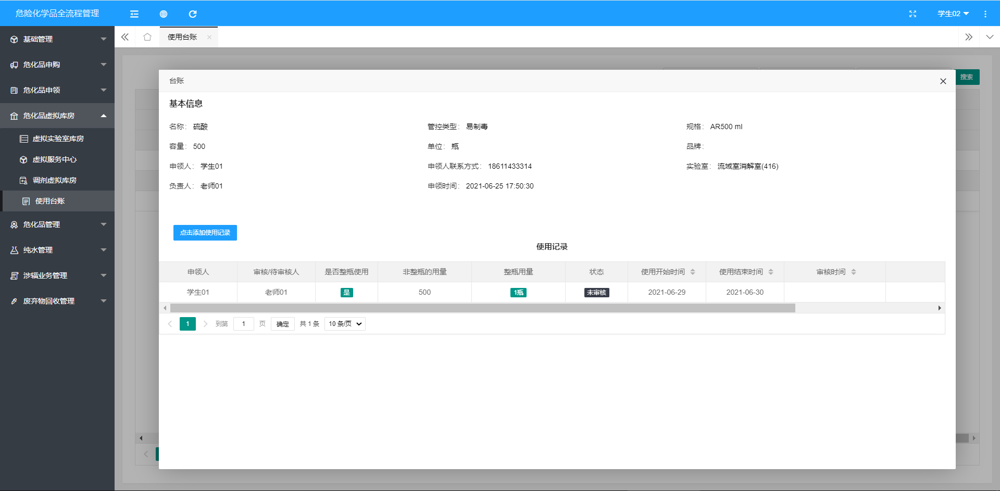 危险化学品全流程管理
学生02
基础管理
危化品申购
危化品申领
危化品虚拟库房
虚拟实验室库房
虚拟服务中心
调剂虚拟库房
使用台账
危化品管理
纯水管理
涉辐业务管理
废弃物回收管理
使用台账
搜索
台账
基本信息
名称： 硫酸 管控类型： 易制毒 规格： AR500 ml
容量： 500 单位： 瓶 品牌：
申领人： 学生01 申领人联系方式： 18611433314 实验室： 流域室消解室(416)
负责人： 老师01 申领时间： 2021-06-25 17:50:30
点击添加使用记录
使用记录
申领人 审核/待审核人 是否整瓶使用 非整瓶的用量 整瓶用量 状态 使用开始时间 使用结束时间 审核时间
学生01 老师01 是 500 1瓶 未审核 2021-06-29 2021-06-30
1 到第 1 页 确定 共 1 条 10 条/页